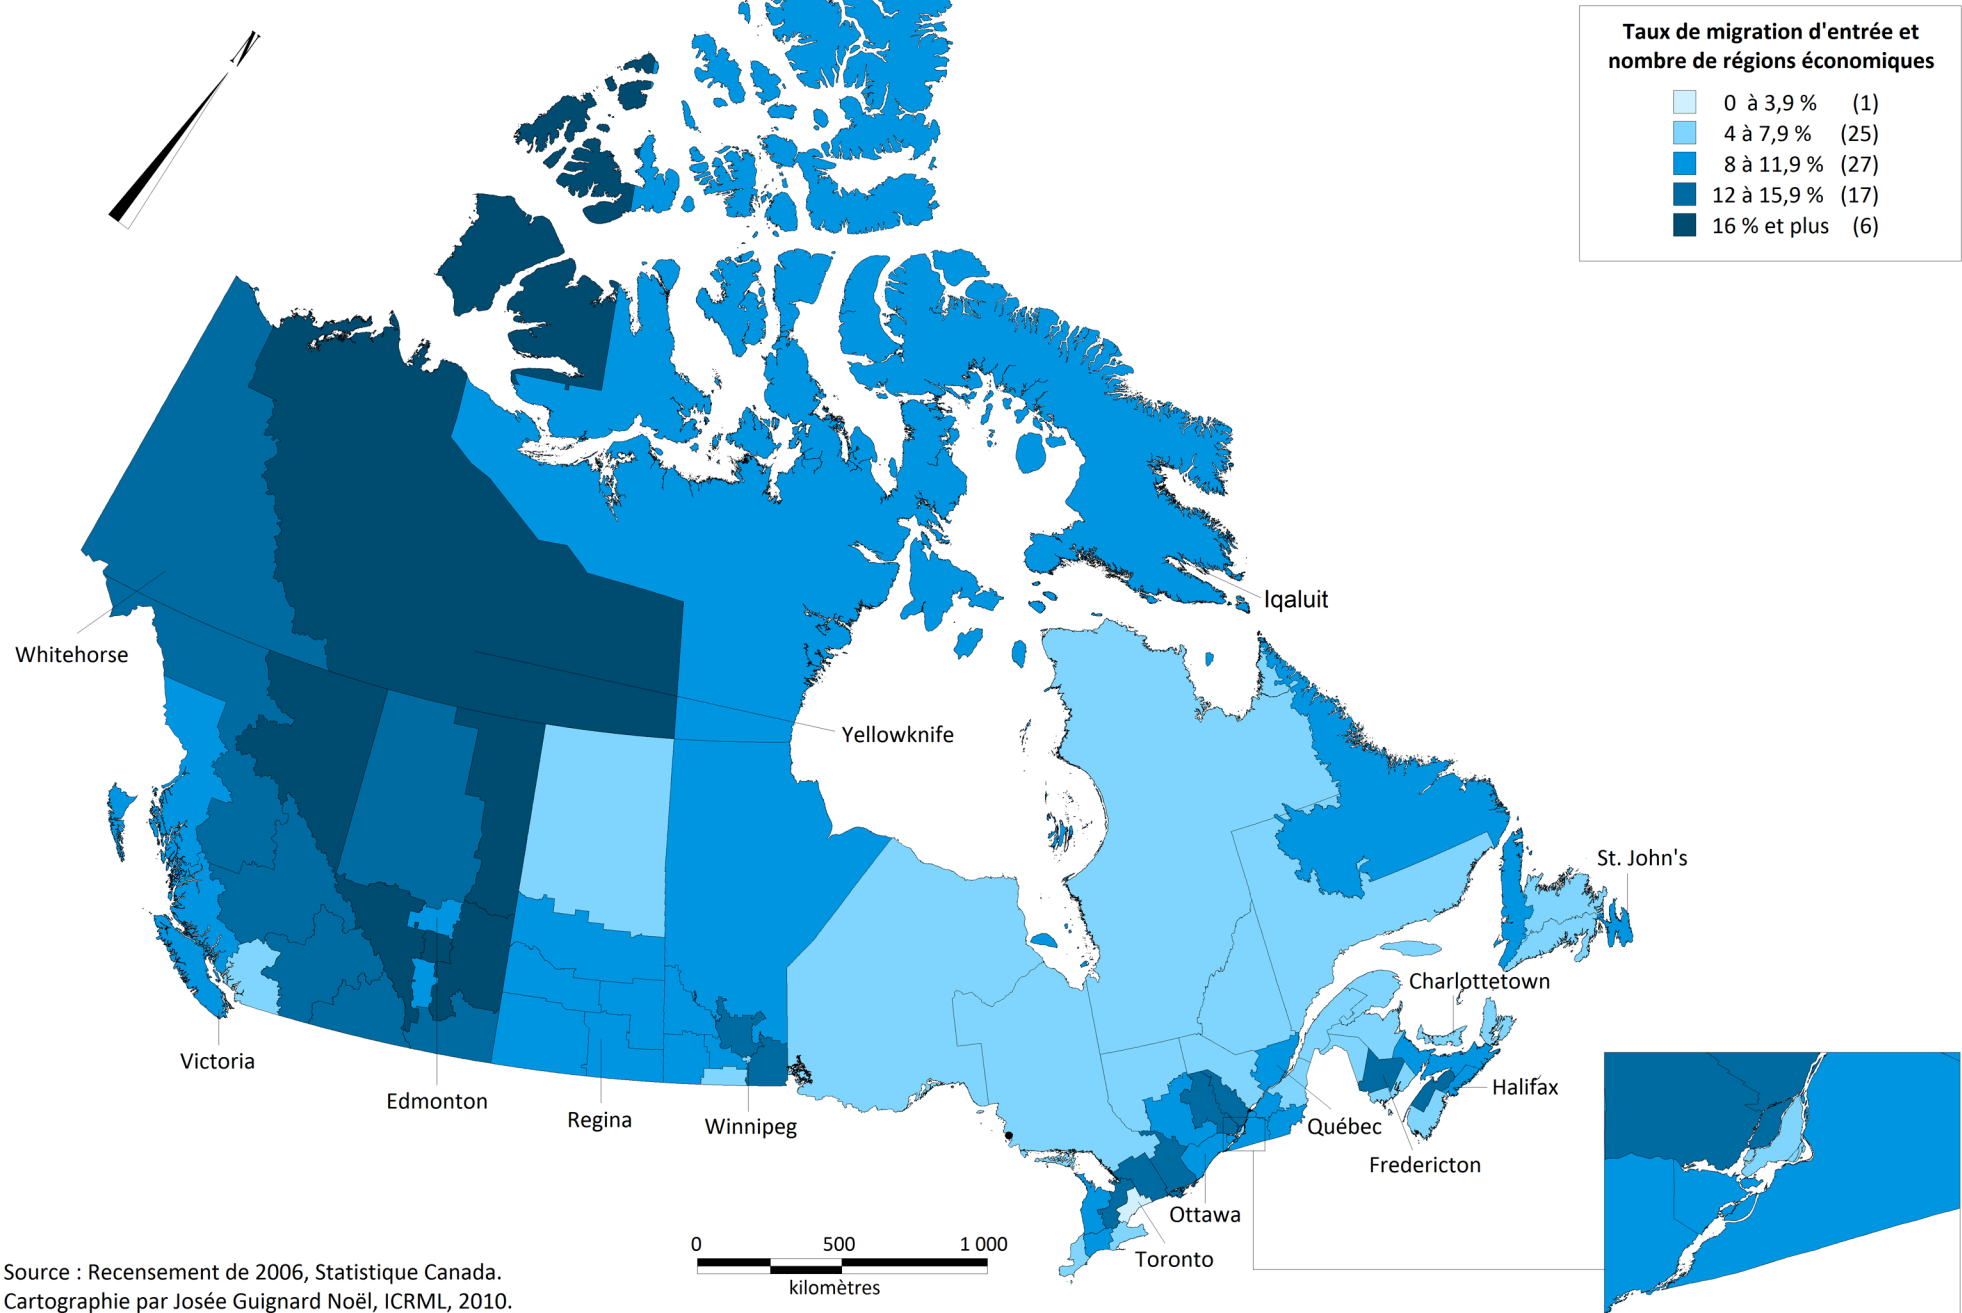 Taux de migration d'entrée et
nombre de régions économiques
0 à 3,9 % (1)
4 à 7,9 % (25)
8 à 11,9 % (27)
12 à 15,9 % (17)
16 % et plus (6)
Iqaluit
Whitehorse
Yellowknife
St. John's
Charlottetown
Victoria
Edmonton
Regina
Winnipeg
Halifax
Québec
Fredericton
Ottawa
Toronto
0 500 1 000
kilomètres
Source : Recensement de 2006, Statistique Canada.
Cartographie par Josée Guignard Noël, ICRML, 2010.